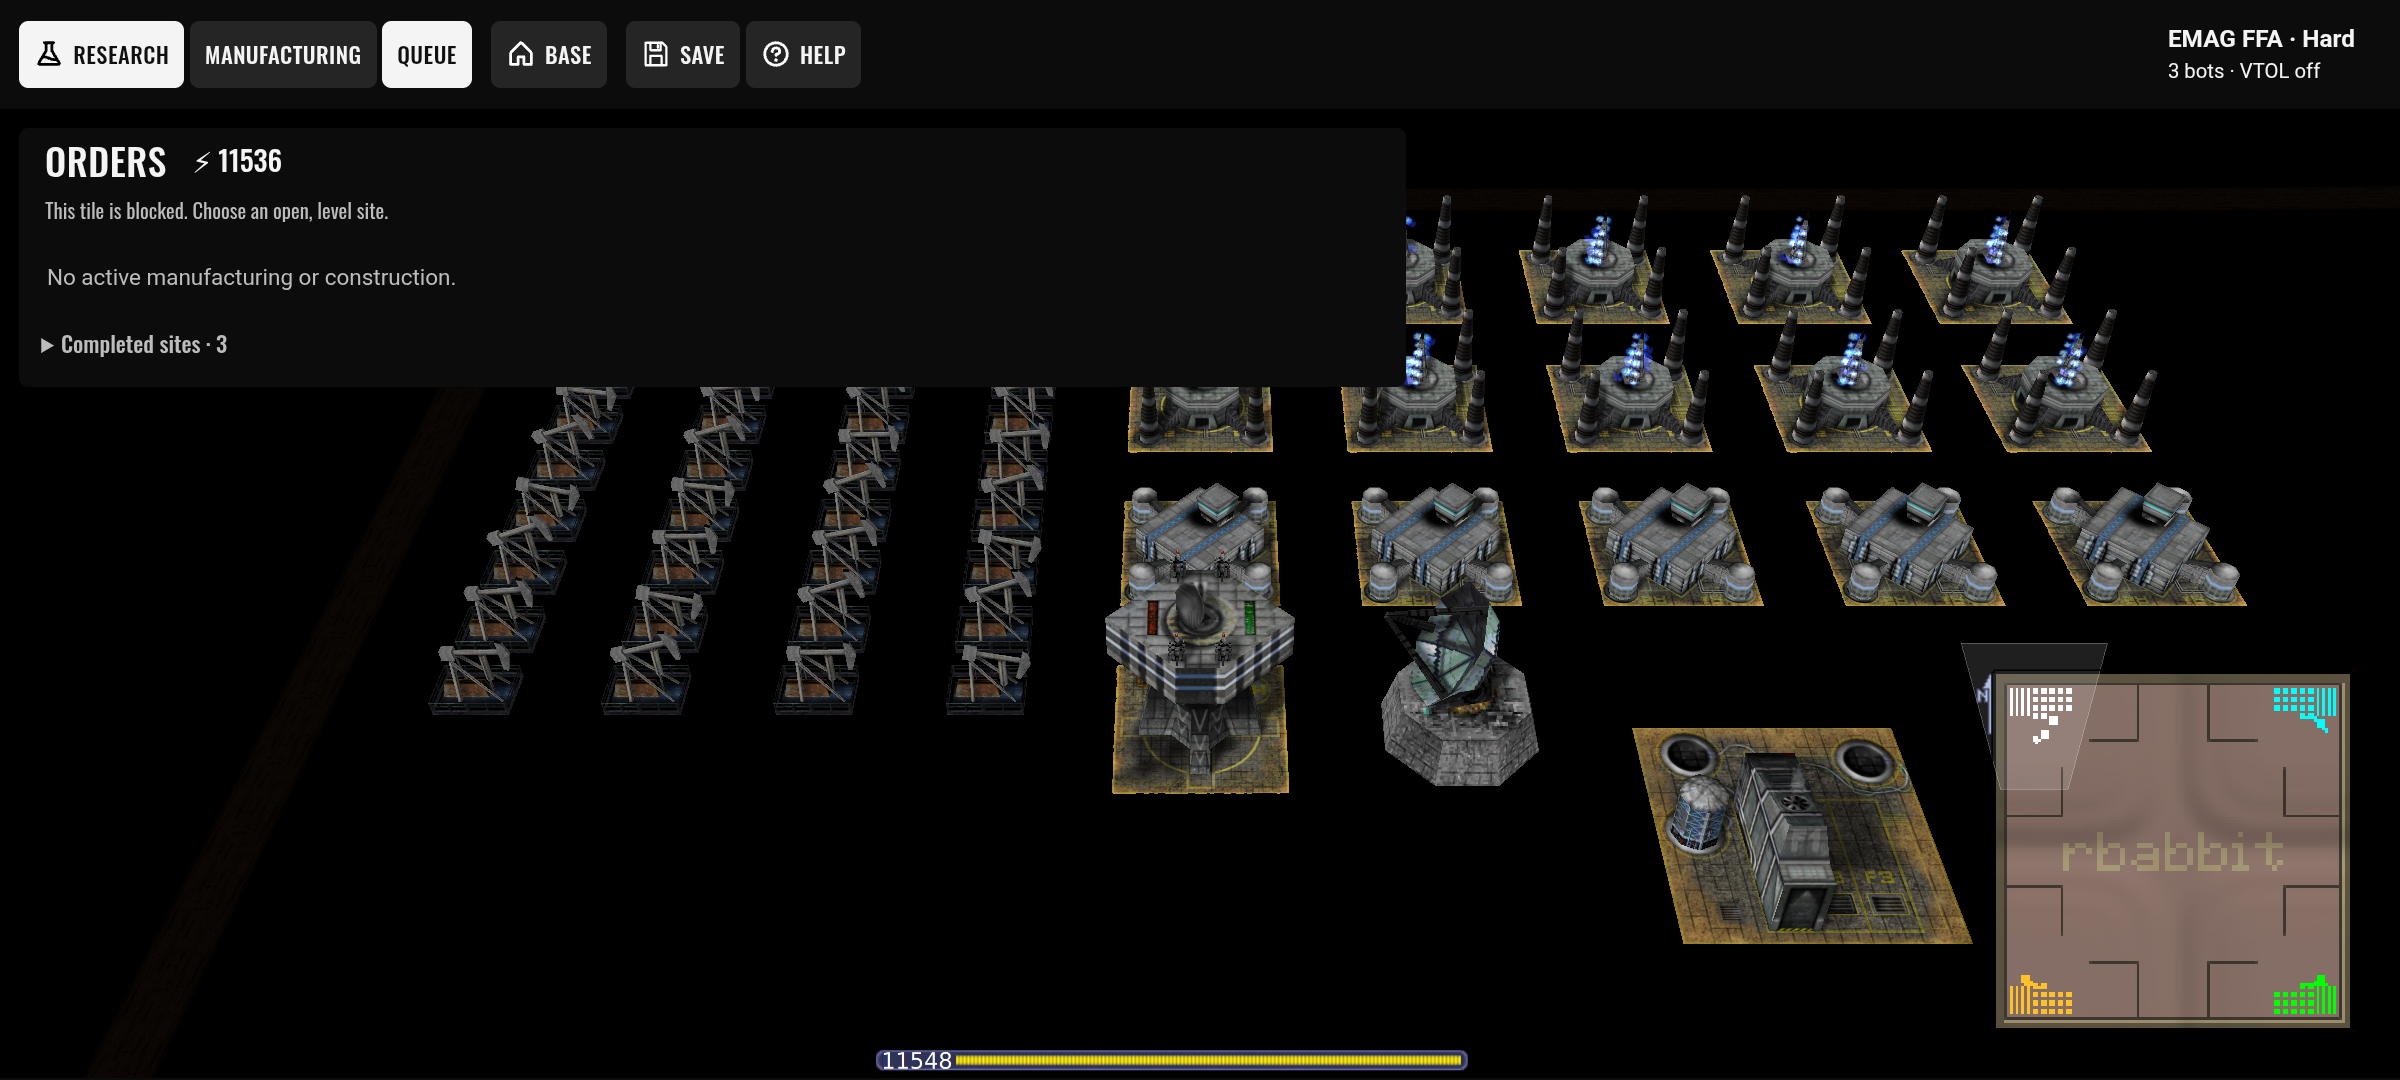 RESEARCH
MANUFACTURING
QUEUE
BASE
SAVE
HELP
EMAG FFA · Hard
3 bots · VTOL off
ORDERS ⚡ 11536
This tile is blocked. Choose an open, level site.
No active manufacturing or construction.
▶ Completed sites · 3
N
F3
rbabbit
11548